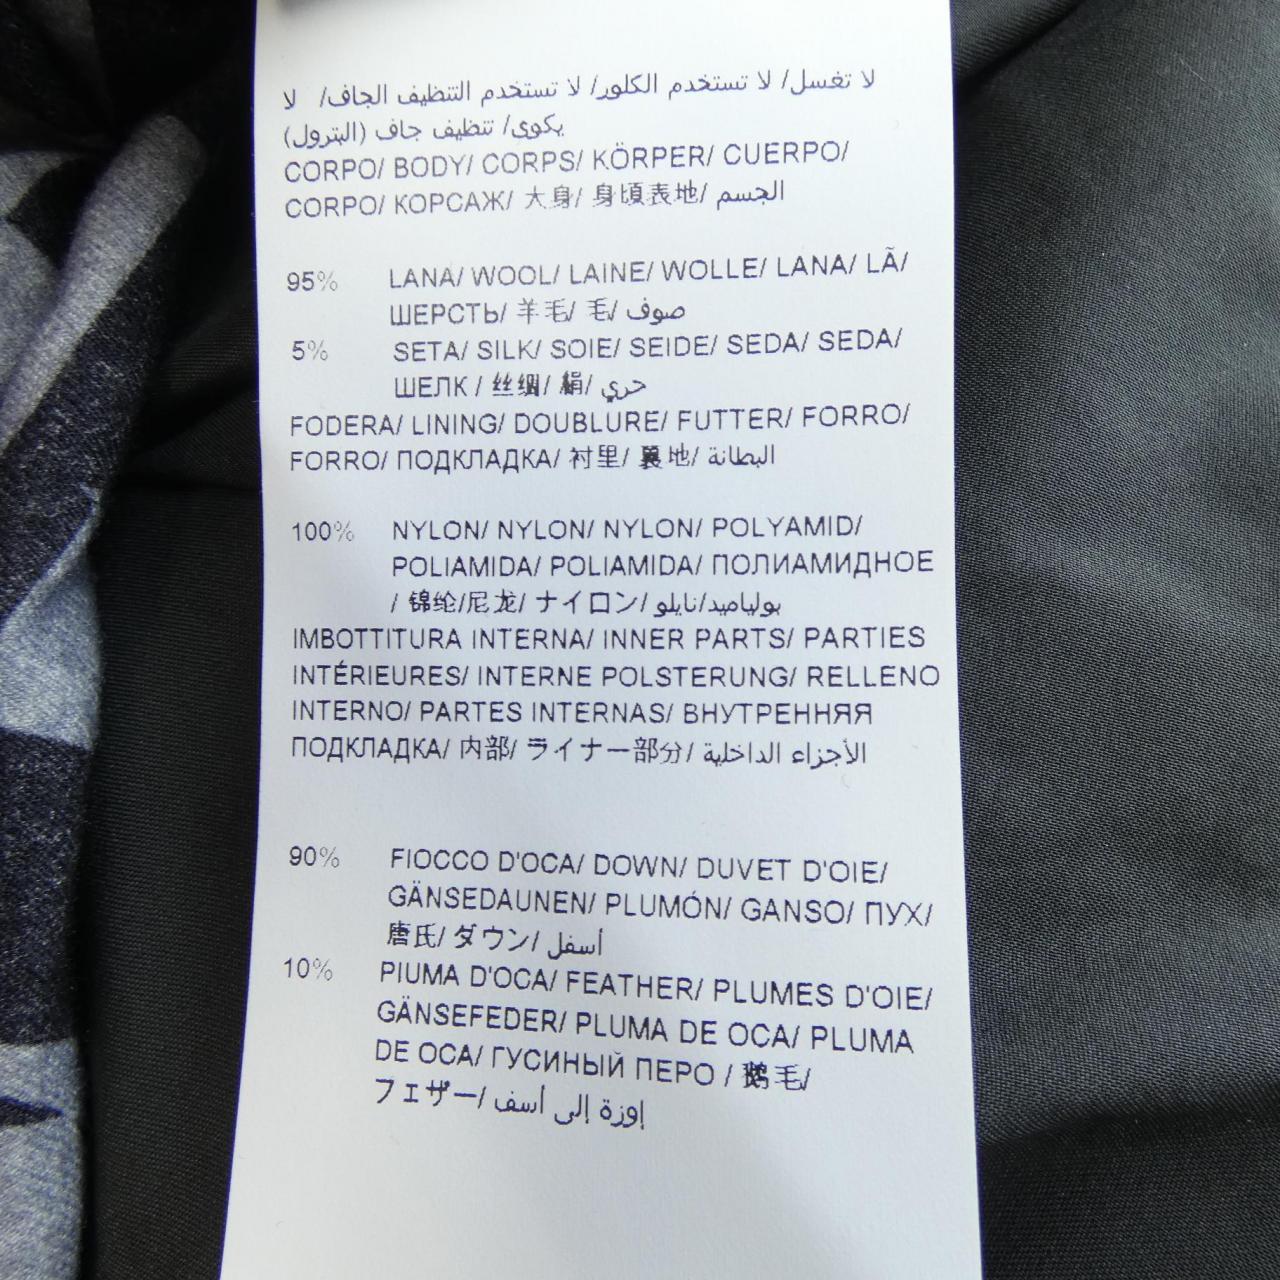 لا تغسل/ لا تستخدم الكلور/ لا تستخدم التنظيف الجاف/ لا
يكوى/ تنظيف جاف (البترول)
CORPO/ BODY/ CORPS/ KÖRPER/ CUERPO/
CORPO/ КОРСАЖ/ 大身/ 身頃表地/ الجسم
95% LANA/ WOOL/ LAINE/ WOLLE/ LANA/ LÃ/
ШЕРСТЬ/ 羊毛/ 毛/ صوف
5% SETA/ SILK/ SOIE/ SEIDE/ SEDA/ SEDA/
ШЕЛК / 丝绸/ 絹/ حري
FODERA/ LINING/ DOUBLURE/ FUTTER/ FORRO/
FORRO/ ПОДКЛАДКА/ 衬里/ 裏地/ البطانة
100% NYLON/ NYLON/ NYLON/ POLYAMID/
POLIAMIDA/ POLIAMIDA/ ПОЛИАМИДНОЕ
/ 锦纶/尼龙/ ナイロン/ بولياميد/نايلو
IMBOTTITURA INTERNA/ INNER PARTS/ PARTIES
INTÉRIEURES/ INTERNE POLSTERUNG/ RELLENO
INTERNO/ PARTES INTERNAS/ ВНУТРЕННЯЯ
ПОДКЛАДКА/ 内部/ ライナー部分/ الأجزاء الداخلية
90% FIOCCO D'OCA/ DOWN/ DUVET D'OIE/
GÄNSEDAUNEN/ PLUMÓN/ GANSO/ ПУХ/
唐氏/ ダウン/ أسفل
10% PIUMA D'OCA/ FEATHER/ PLUMES D'OIE/
GÄNSEFEDER/ PLUMA DE OCA/ PLUMA
DE OCA/ ГУСИНЫЙ ПЕРО / 鹅毛/
フェザー/ إوزة إلى أسف